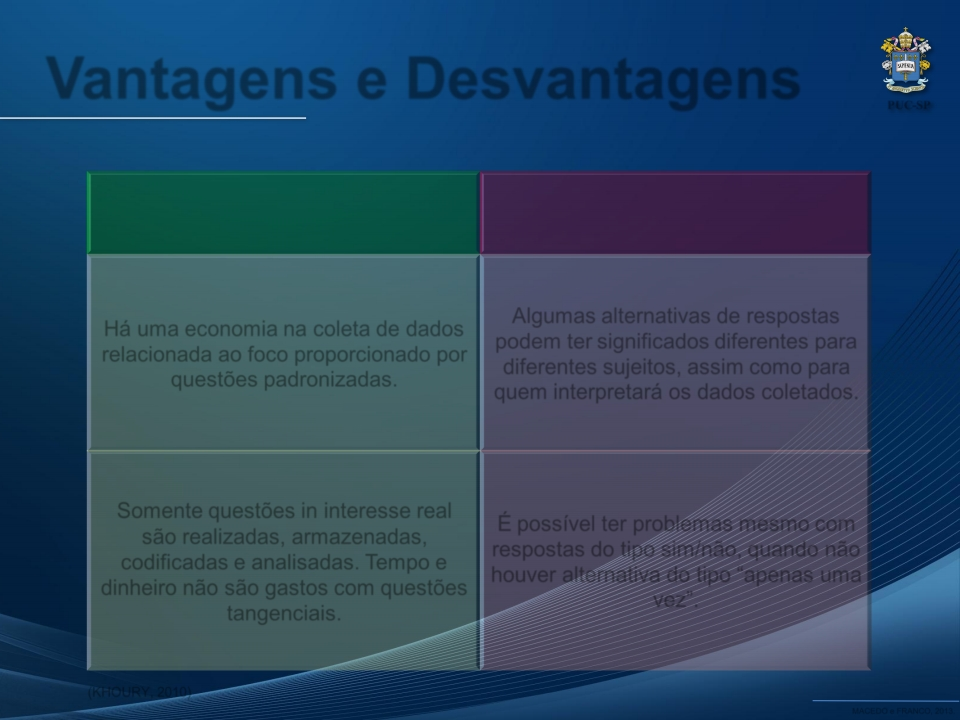 Vantagens e Desvantagens
SAPIENTIA
PUC-SP
Há uma economia na coleta de dados
relacionada ao foco proporcionado por
questões padronizadas.
Algumas alternativas de respostas
podem ter significados diferentes para
diferentes sujeitos, assim como para
quem interpretará os dados coletados.
Somente questões in interesse real
são realizadas, armazenadas,
codificadas e analisadas. Tempo e
dinheiro não são gastos com questões
tangenciais.
É possível ter problemas mesmo com
respostas do tipo sim/não, quando não
houver alternativa do tipo “apenas uma
vez”.
(KHOURY, 2010)